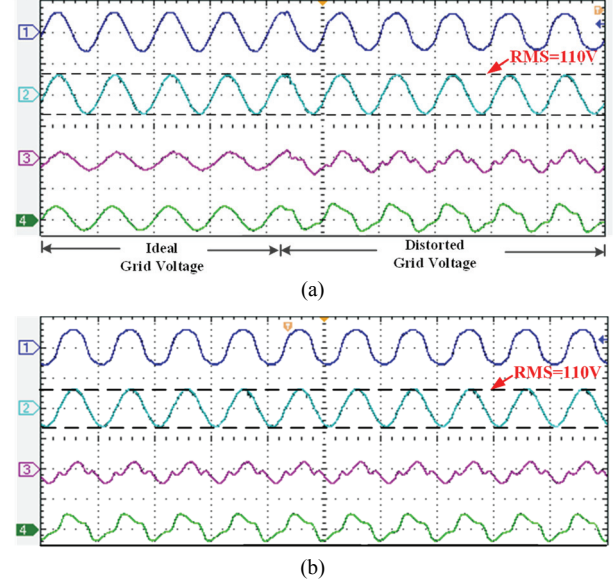 1
T
RMS=110V
2
3
4
Ideal
Grid Voltage
Distorted
Grid Voltage
(a)
T
1
RMS=110V
2
3
4
(b)